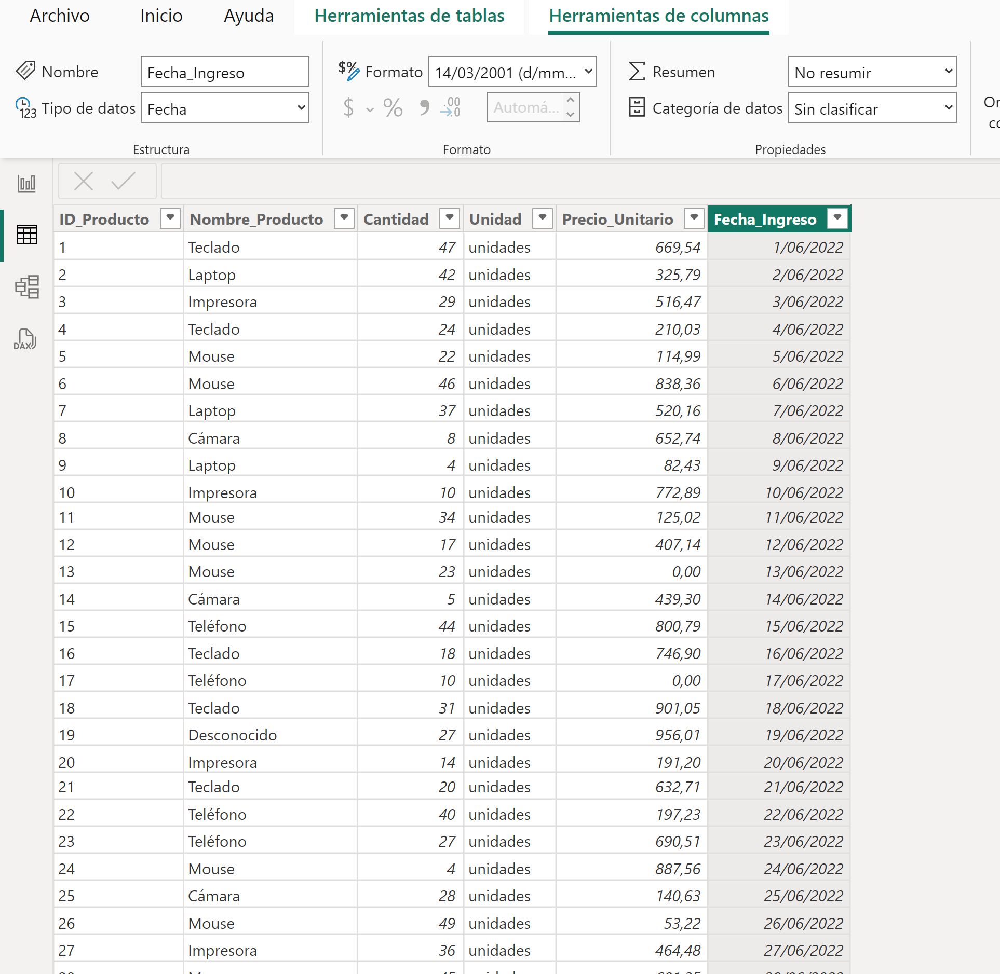 Archivo Inicio Ayuda Herramientas de tablas Herramientas de columnas
Nombre Fecha_Ingreso $% Formato 14/03/2001 (d/mm... Resumen No resumir
Tipo de datos Fecha $ % , .00 .0 Automá... Categoría de datos Sin clasificar
Estructura Formato Propiedades
ID_Producto Nombre_Producto Cantidad Unidad Precio_Unitario Fecha_Ingreso
1 Teclado 47 unidades 669,54 1/06/2022
2 Laptop 42 unidades 325,79 2/06/2022
3 Impresora 29 unidades 516,47 3/06/2022
4 Teclado 24 unidades 210,03 4/06/2022
5 Mouse 22 unidades 114,99 5/06/2022
6 Mouse 46 unidades 838,36 6/06/2022
7 Laptop 37 unidades 520,16 7/06/2022
8 Cámara 8 unidades 652,74 8/06/2022
9 Laptop 4 unidades 82,43 9/06/2022
10 Impresora 10 unidades 772,89 10/06/2022
11 Mouse 34 unidades 125,02 11/06/2022
12 Mouse 17 unidades 407,14 12/06/2022
13 Mouse 23 unidades 0,00 13/06/2022
14 Cámara 5 unidades 439,30 14/06/2022
15 Teléfono 44 unidades 800,79 15/06/2022
16 Teclado 18 unidades 746,90 16/06/2022
17 Teléfono 10 unidades 0,00 17/06/2022
18 Teclado 31 unidades 901,05 18/06/2022
19 Desconocido 27 unidades 956,01 19/06/2022
20 Impresora 14 unidades 191,20 20/06/2022
21 Teclado 20 unidades 632,71 21/06/2022
22 Teléfono 40 unidades 197,23 22/06/2022
23 Teléfono 27 unidades 690,51 23/06/2022
24 Mouse 4 unidades 887,56 24/06/2022
25 Cámara 28 unidades 140,63 25/06/2022
26 Mouse 49 unidades 53,22 26/06/2022
27 Impresora 36 unidades 464,48 27/06/2022